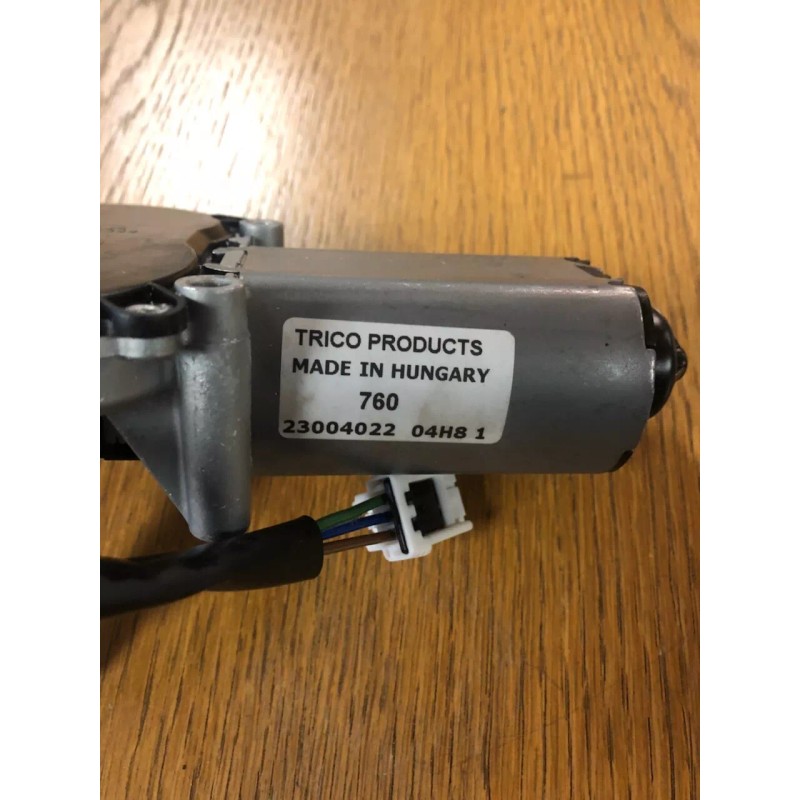 TRICO PRODUCTS
MADE IN HUNGARY
760
23004022 04H8 1